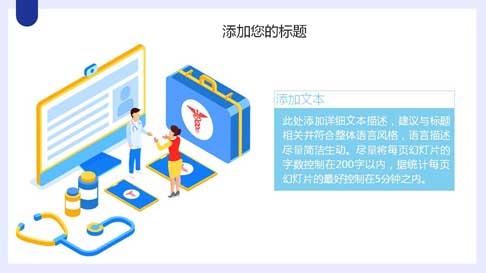 添加您的标题
添加文本
此处添加详细文本描述，建议与标题
相关并符合整体语言风格，语言描述
尽量简洁生动。尽量将每页幻灯片的
字数控制在200字以内，据统计每页
幻灯片的最好控制在5分钟之内。